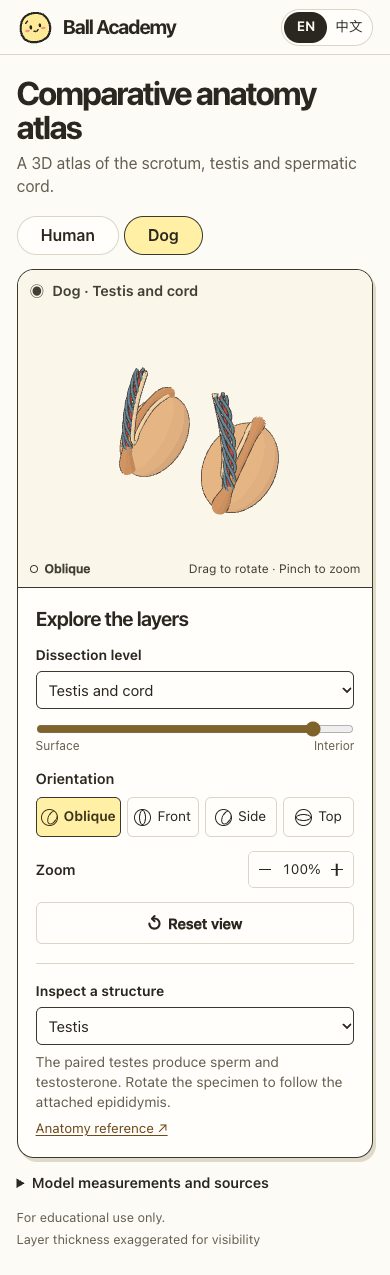 Ball Academy
EN 中文
Comparative anatomy
atlas
A 3D atlas of the scrotum, testis and spermatic
cord.
Human Dog
Dog · Testis and cord
Oblique Drag to rotate · Pinch to zoom
Explore the layers
Dissection level
Testis and cord
Surface Interior
Orientation
Oblique Front Side Top
Zoom — 100% +
Reset view
Inspect a structure
Testis
The paired testes produce sperm and
testosterone. Rotate the specimen to follow the
attached epididymis.
Anatomy reference ↗
Model measurements and sources
For educational use only.
Layer thickness exaggerated for visibility